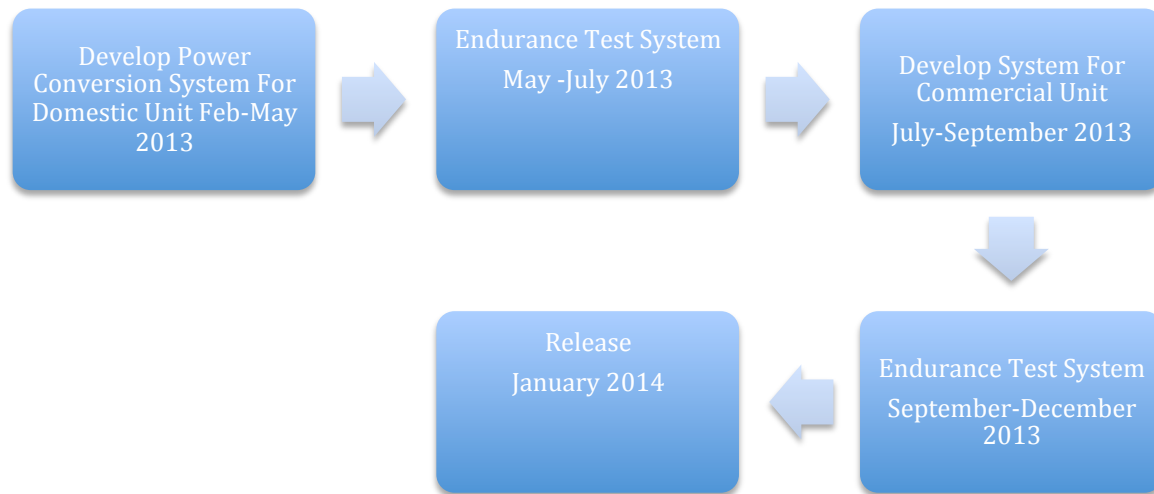 Develop Power
Conversion System For
Domestic Unit Feb-May
2013
Endurance Test System
May -July 2013
Develop System For
Commercial Unit
July-September 2013
Endurance Test System
September-December
2013
Release
January 2014